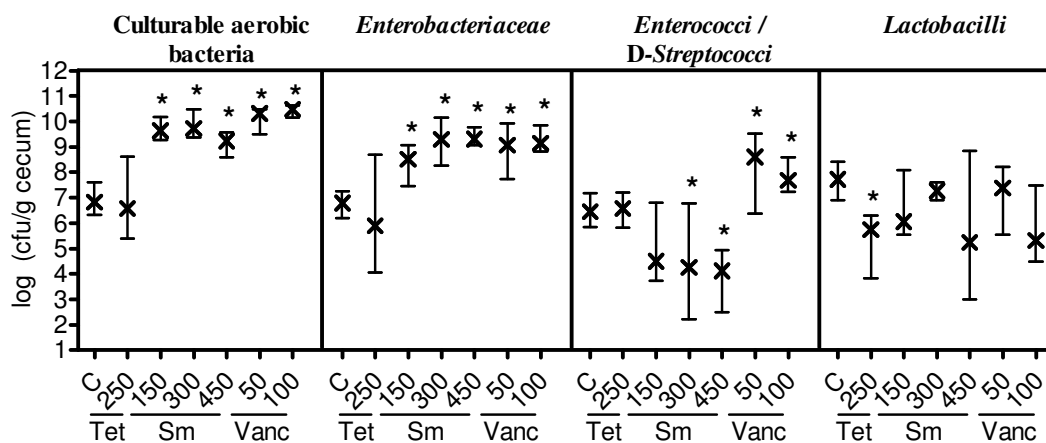 Culturable aerobic bacteria
Enterobacteriaceae
Enterococci / D-Streptococci
Lactobacilli
log (cfu/g cecum)
12
11
10
9
8
7
6
5
4
3
2
1
* * * * *
* * * * *
* * * *
*
C 250 150 300 450 50 100
C 250 150 300 450 50 100
C 250 150 300 450 50 100
C 250 150 300 450 50 100
Tet Sm Vanc
Tet Sm Vanc
Tet Sm Vanc
Tet Sm Vanc